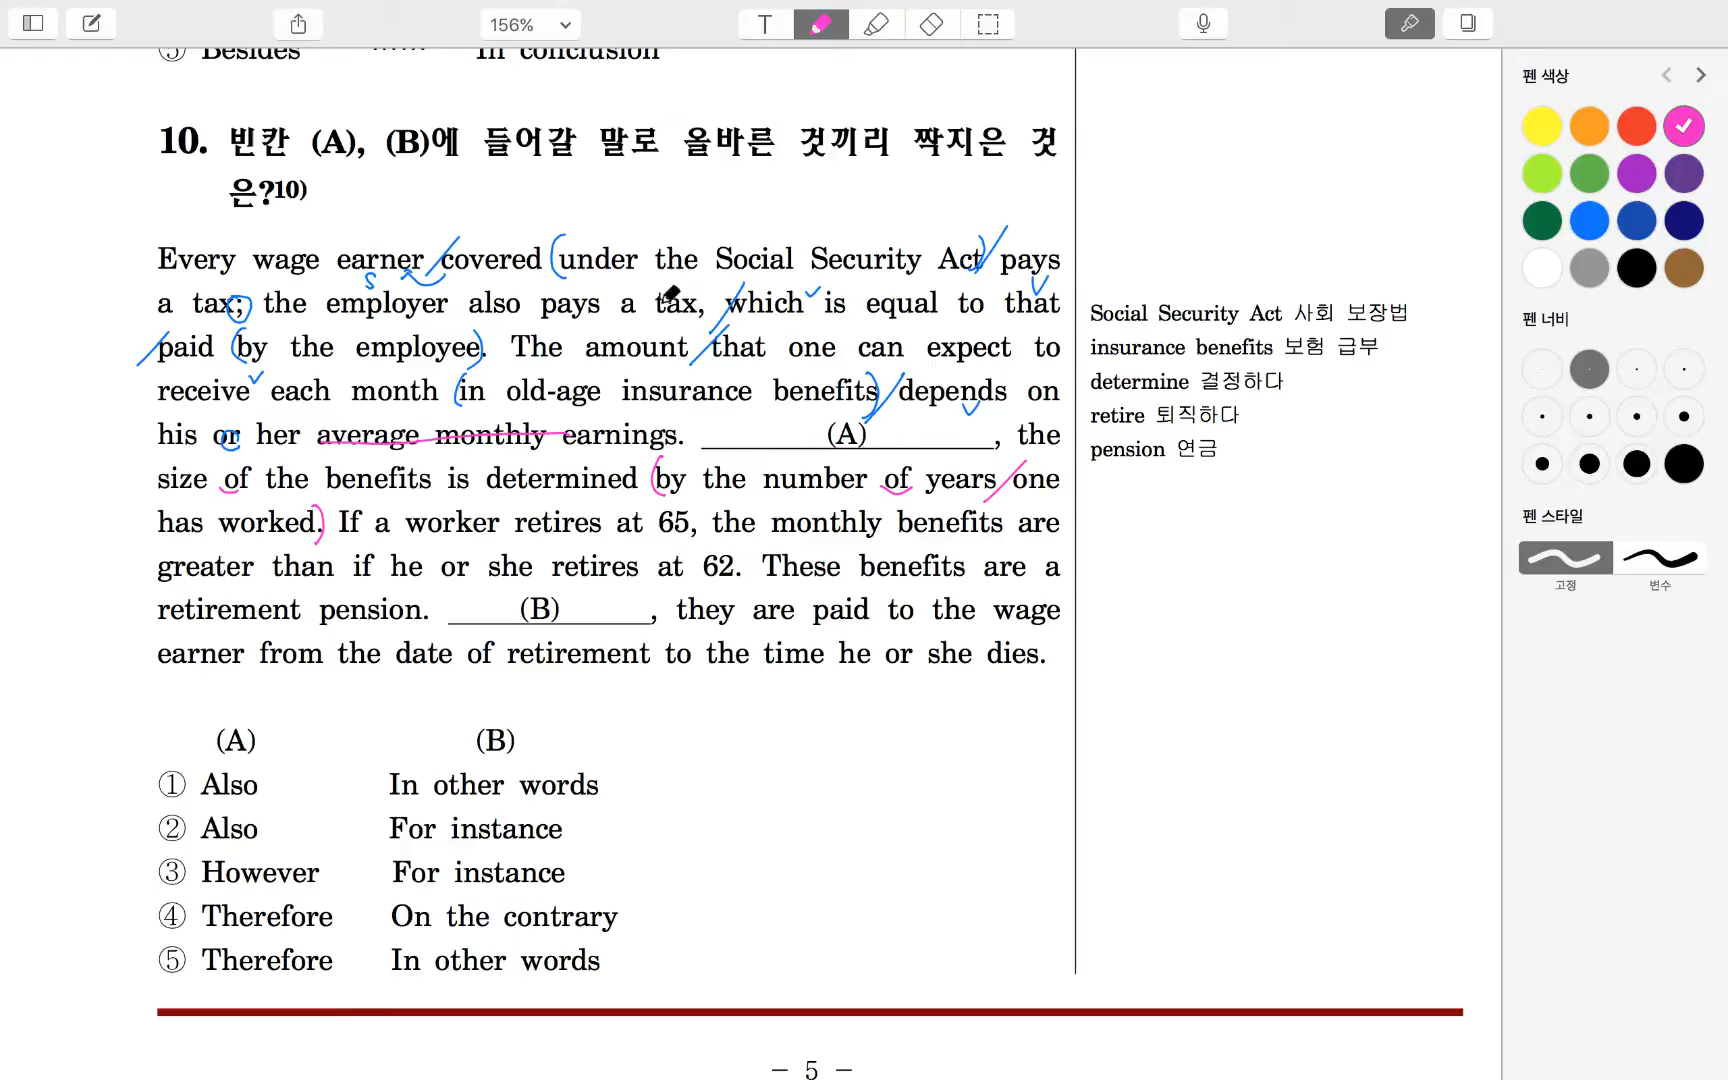 156%
T
⑤ Besides ...... In conclusion
펜 색상
10. 빈칸 (A), (B)에 들어갈 말로 올바른 것끼리 짝지은 것
은?10)
Every wage earner covered under the Social Security Act pays
s
a tax; the employer also pays a tax, which is equal to that
paid by the employee. The amount that one can expect to
receive each month in old-age insurance benefits depends on
his or her average monthly earnings. (A), the
size of the benefits is determined by the number of years one
has worked. If a worker retires at 65, the monthly benefits are
greater than if he or she retires at 62. These benefits are a
retirement pension. (B), they are paid to the wage
earner from the date of retirement to the time he or she dies.
Social Security Act 사회 보장법
insurance benefits 보험 급부
determine 결정하다
retire 퇴직하다
pension 연금
펜 너비
펜 스타일
고정 변수
(A) (B)
① Also In other words
② Also For instance
③ However For instance
④ Therefore On the contrary
⑤ Therefore In other words
- 5 -